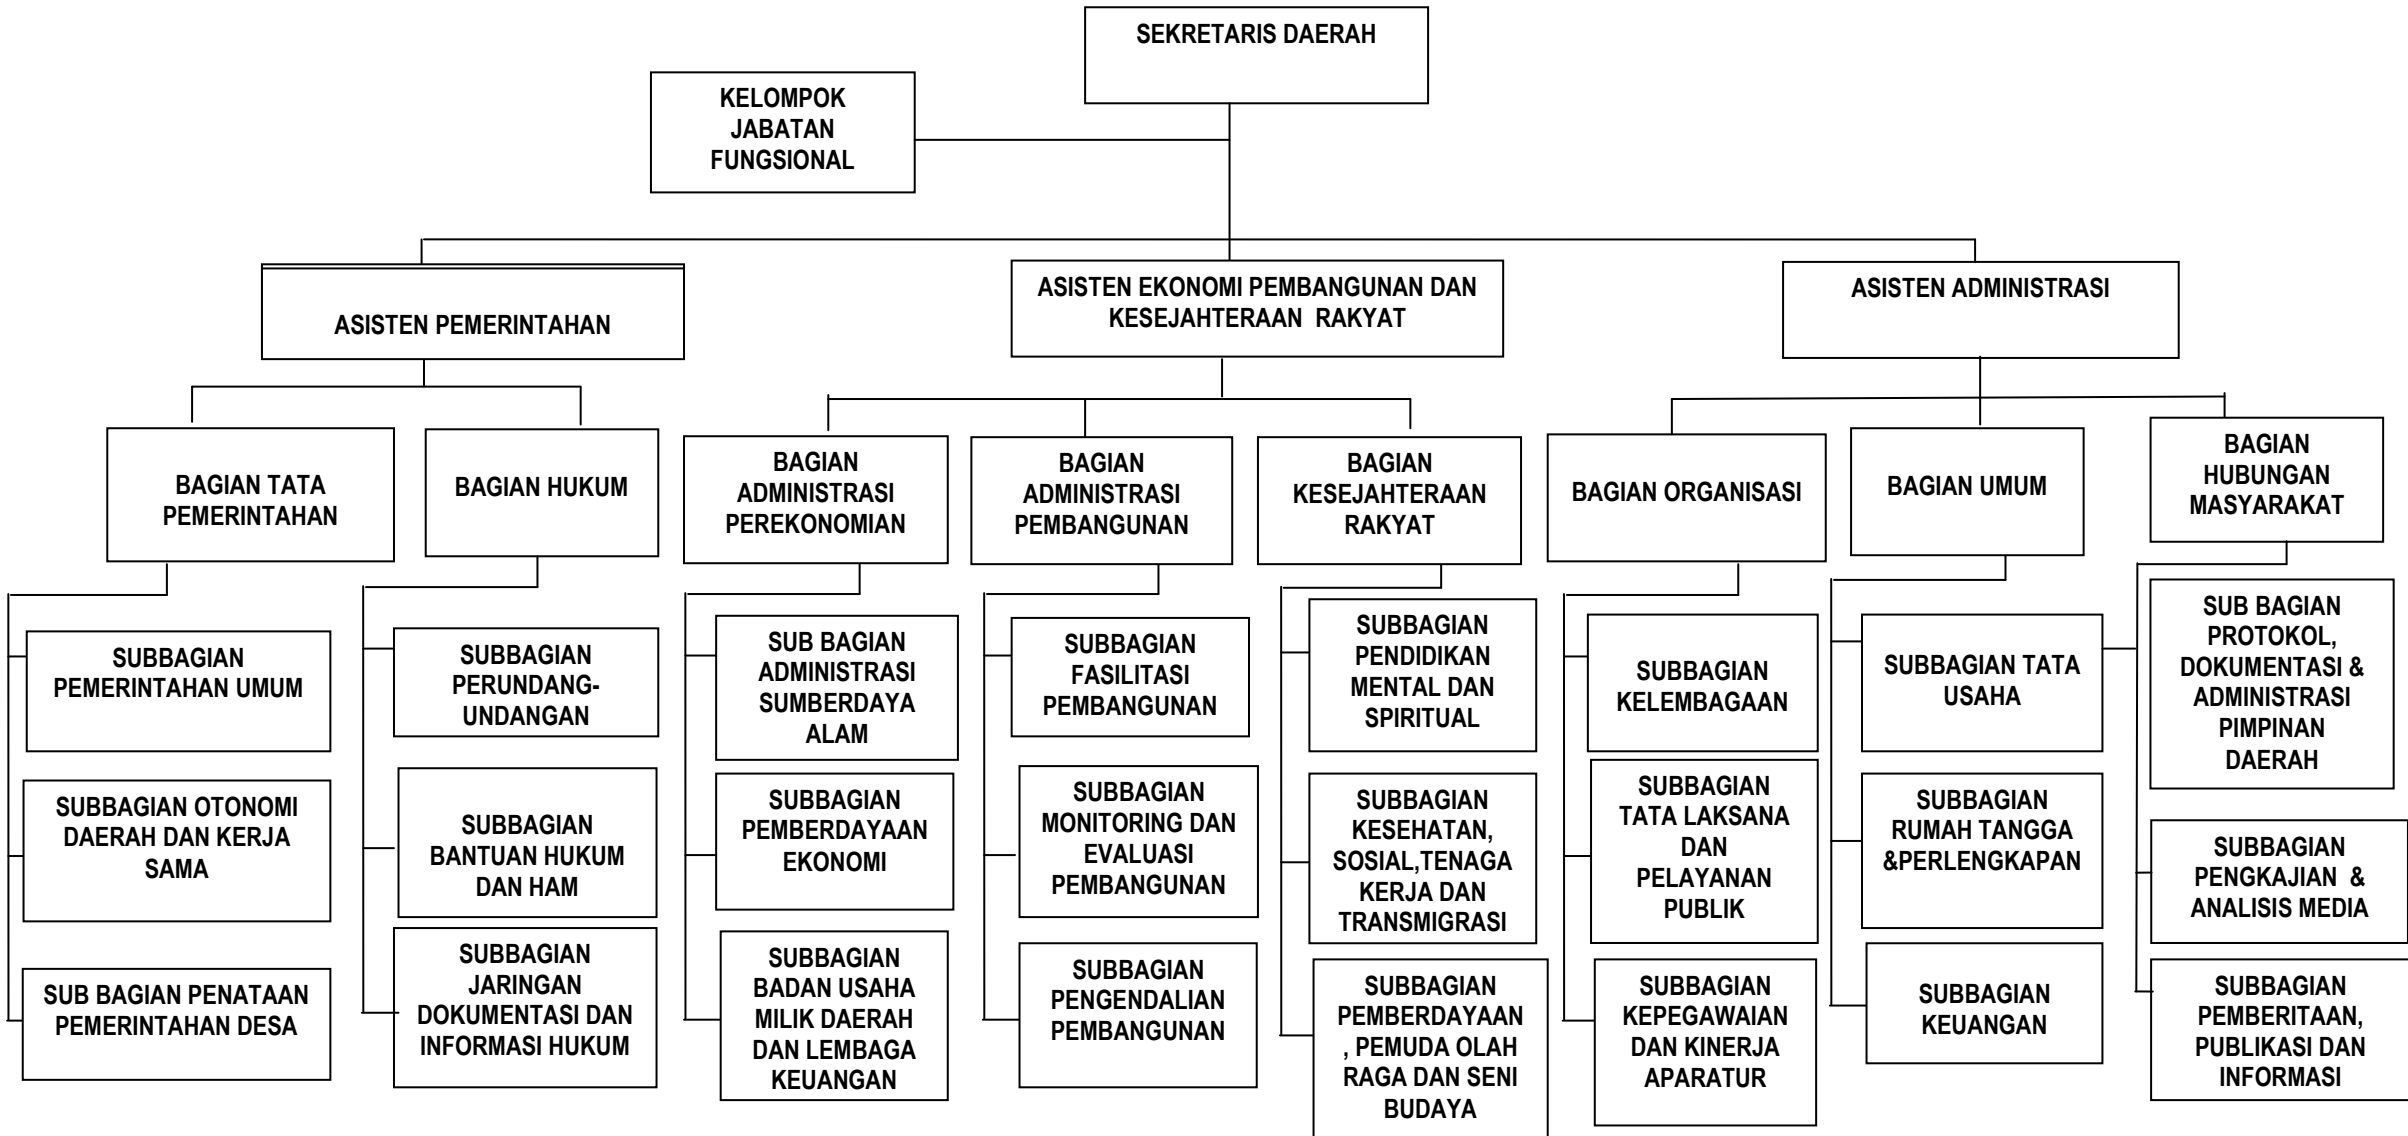 SEKRETARIS DAERAH
KELOMPOK
JABATAN
FUNGSIONAL
ASISTEN PEMERINTAHAN
ASISTEN EKONOMI PEMBANGUNAN DAN
KESEJAHTERAAN RAKYAT
ASISTEN ADMINISTRASI
BAGIAN TATA
PEMERINTAHAN
BAGIAN HUKUM
BAGIAN
ADMINISTRASI
PEREKONOMIAN
BAGIAN
ADMINISTRASI
PEMBANGUNAN
BAGIAN
KESEJAHTERAAN
RAKYAT
BAGIAN ORGANISASI
BAGIAN UMUM
BAGIAN
HUBUNGAN
MASYARAKAT
SUBBAGIAN
PEMERINTAHAN UMUM
SUBBAGIAN
PERUNDANG-
UNDANGAN
SUB BAGIAN
ADMINISTRASI
SUMBERDAYA
ALAM
SUBBAGIAN
FASILITASI
PEMBANGUNAN
SUBBAGIAN
PENDIDIKAN
MENTAL DAN
SPIRITUAL
SUBBAGIAN
KELEMBAGAAN
SUBBAGIAN TATA
USAHA
SUB BAGIAN
PROTOKOL,
DOKUMENTASI &
ADMINISTRASI
PIMPINAN
DAERAH
SUBBAGIAN OTONOMI
DAERAH DAN KERJA
SAMA
SUBBAGIAN
BANTUAN HUKUM
DAN HAM
SUBBAGIAN
PEMBERDAYAAN
EKONOMI
SUBBAGIAN
MONITORING DAN
EVALUASI
PEMBANGUNAN
SUBBAGIAN
KESEHATAN,
SOSIAL,TENAGA
KERJA DAN
TRANSMIGRASI
SUBBAGIAN
TATA LAKSANA
DAN
PELAYANAN
PUBLIK
SUBBAGIAN
RUMAH TANGGA
&PERLENGKAPAN
SUBBAGIAN
PENGKAJIAN &
ANALISIS MEDIA
SUB BAGIAN PENATAAN
PEMERINTAHAN DESA
SUBBAGIAN
JARINGAN
DOKUMENTASI DAN
INFORMASI HUKUM
SUBBAGIAN
BADAN USAHA
MILIK DAERAH
DAN LEMBAGA
KEUANGAN
SUBBAGIAN
PENGENDALIAN
PEMBANGUNAN
SUBBAGIAN
PEMBERDAYAAN
, PEMUDA OLAH
RAGA DAN SENI
BUDAYA
SUBBAGIAN
KEPEGAWAIAN
DAN KINERJA
APARATUR
SUBBAGIAN
KEUANGAN
SUBBAGIAN
PEMBERITAAN,
PUBLIKASI DAN
INFORMASI